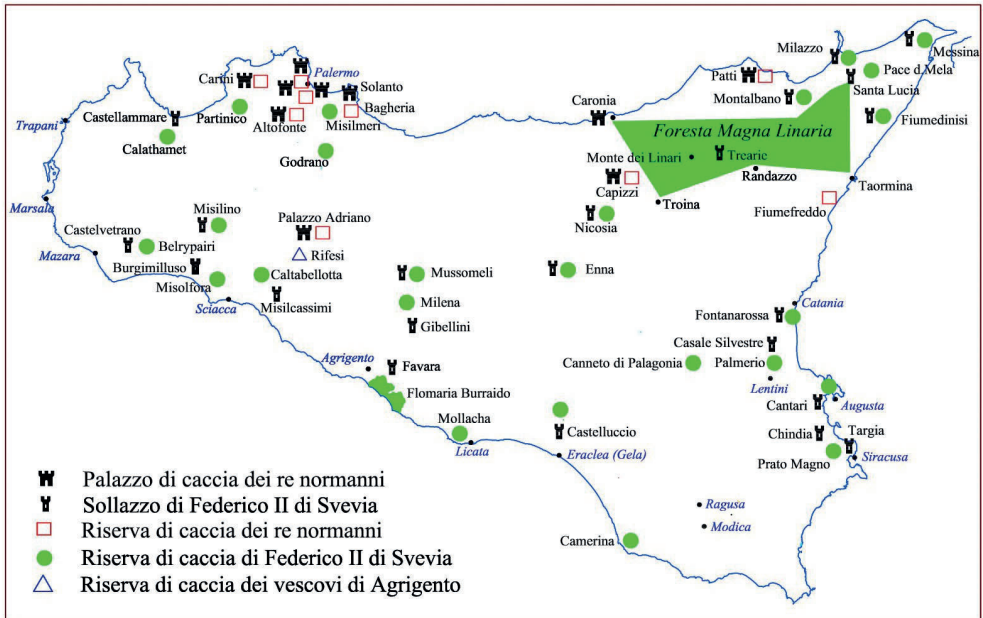 Milazzo
Messina
Carini
Palermo
Patti
Pace d.Mela
Solanto
Santa Lucia
Bagheria
Montalbano
Caronia
Castellammare
Partinico
Altofonte
Misilmeri
Fiumedinisi
Trapani
Foresta Magna Linaria
Calathamet
Godrano
Monte dei Linari
Trearie
Randazzo
Taormina
Capizzi
Marsala
Misilino
Palazzo Adriano
Troina
Fiumefreddo
Nicosia
Castelvetrano
Belrypairi
Rifesi
Mazara
Burgimilluso
Caltabellotta
Mussomeli
Enna
Misolfora
Milena
Misilcassimi
Sciacca
Catania
Fontanarossa
Gibellini
Casale Silvestre
Agrigento
Favara
Canneto di Palagonia
Palmerio
Lentini
Flomaria Burraido
Cantari
Augusta
Mollacha
Castelluccio
Chindia
Targia
Licata
Eraclea (Gela)
Siracusa
Prato Magno
Palazzo di caccia dei re normanni
Sollazzo di Federico II di Svevia
Ragusa
Riserva di caccia dei re normanni
Modica
Camerina
Riserva di caccia di Federico II di Svevia
Riserva di caccia dei vescovi di Agrigento